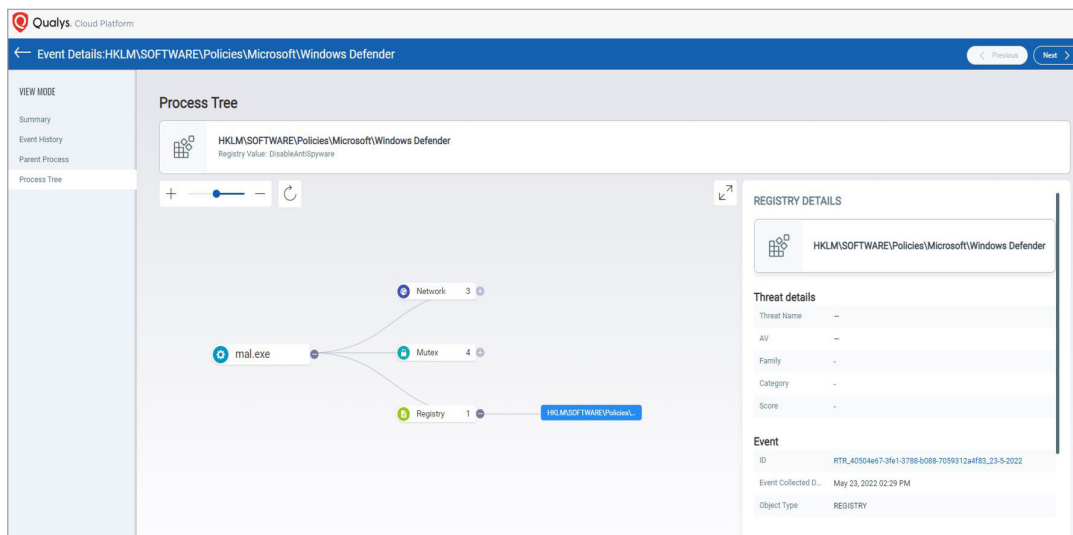 Qualys. Cloud Platform
Event Details:HKLM\SOFTWARE\Policies\Microsoft\Windows Defender
Previous
Next
VIEW MODE
Summary
Event History
Parent Process
Process Tree
Process Tree
HKLM\SOFTWARE\Policies\Microsoft\Windows Defender
Registry Value: DisableAntiSpyware
mal.exe
Network 3
Mutex 4
Registry 1
HKLM\SOFTWARE\Policies\...
REGISTRY DETAILS
HKLM\SOFTWARE\Policies\Microsoft\Windows Defender
Threat details
Threat Name –
AV –
Family -
Category -
Score -
Event
ID RTR_40504e67-3fe1-3788-b088-7059312a4f83_23-5-2022
Event Collected D... May 23, 2022 02:29 PM
Object Type REGISTRY